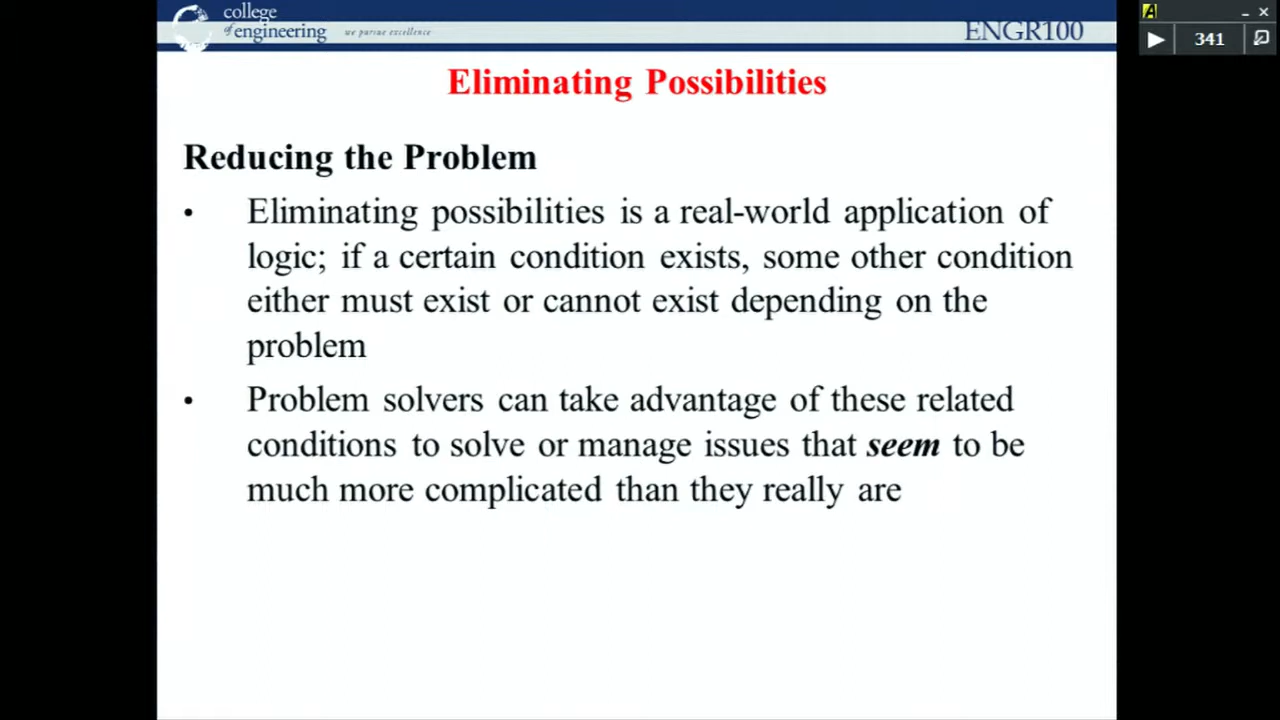 college
of engineering
we pursue excellence
ENGR100
A
341
Eliminating Possibilities
Reducing the Problem
• Eliminating possibilities is a real-world application of
logic; if a certain condition exists, some other condition
either must exist or cannot exist depending on the
problem
• Problem solvers can take advantage of these related
conditions to solve or manage issues that seem to be
much more complicated than they really are